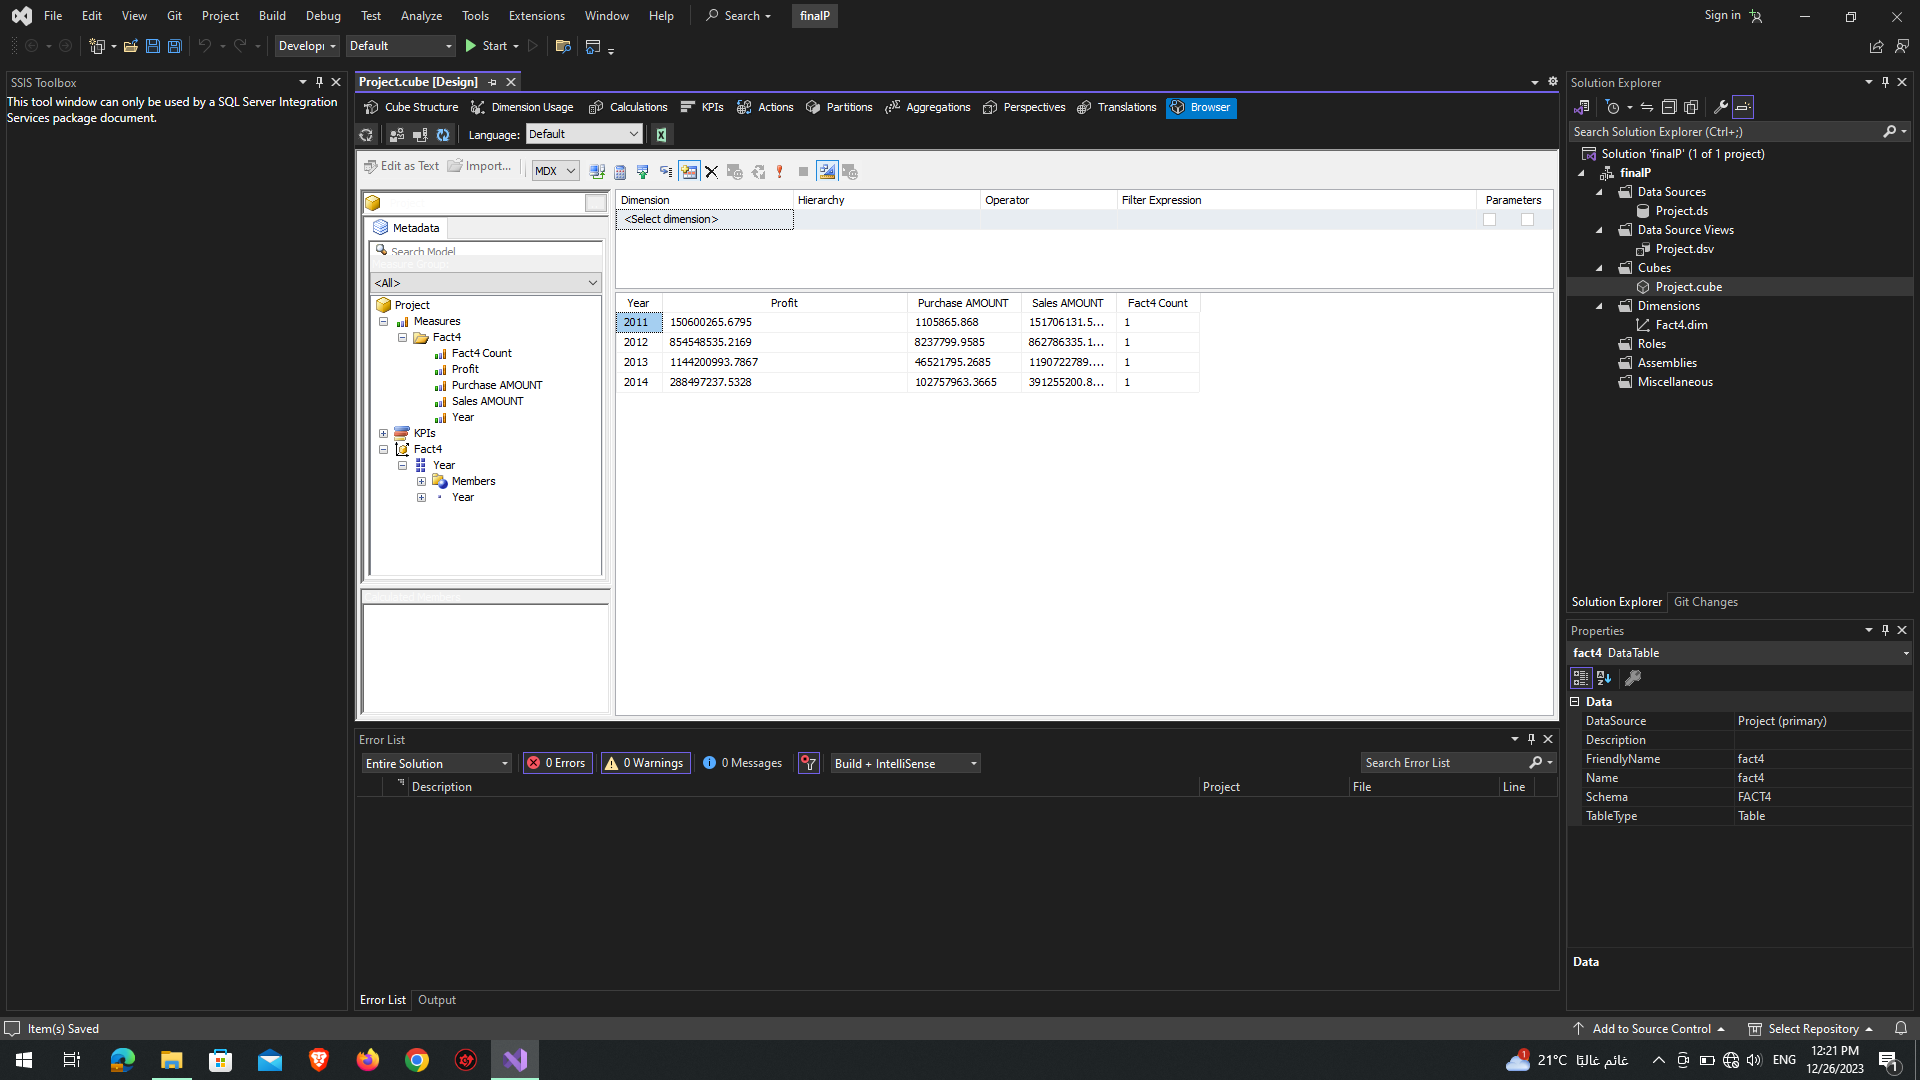 File Edit View Git Project Build Debug Test Analyze Tools Extensions Window Help Search finalP Sign in
Developı Default Start
SSIS Toolbox
This tool window can only be used by a SQL Server Integration
Services package document.
Project.cube [Design]
Cube Structure Dimension Usage Calculations KPIs Actions Partitions Aggregations Perspectives Translations Browser
Language: Default
Edit as Text Import... MDX
Metadata
Search Model
<All>
Project
Measures
Fact4
Fact4 Count
Profit
Purchase AMOUNT
Sales AMOUNT
Year
KPIs
Fact4
Year
Members
Year
Calculated Members
Dimension Hierarchy Operator Filter Expression Parameters
<Select dimension>
Year Profit Purchase AMOUNT Sales AMOUNT Fact4 Count
2011 150600265.6795 1105865.868 151706131.5... 1
2012 854548535.2169 8237799.9585 862786335.1... 1
2013 1144200993.7867 46521795.2685 1190722789.... 1
2014 288497237.5328 102757963.3665 391255200.8... 1
Error List
Entire Solution 0 Errors 0 Warnings 0 Messages Build + IntelliSense Search Error List
Description Project File Line
Error List Output
Solution Explorer
Search Solution Explorer (Ctrl+;)
Solution 'finalP' (1 of 1 project)
finalP
Data Sources
Project.ds
Data Source Views
Project.dsv
Cubes
Project.cube
Dimensions
Fact4.dim
Roles
Assemblies
Miscellaneous
Solution Explorer Git Changes
Properties
fact4 DataTable
Data
DataSource Project (primary)
Description
FriendlyName fact4
Name fact4
Schema FACT4
TableType Table
Data
Item(s) Saved Add to Source Control Select Repository
1 21°C غائم غالبًا ENG 12:21 PM
12/26/2023 1